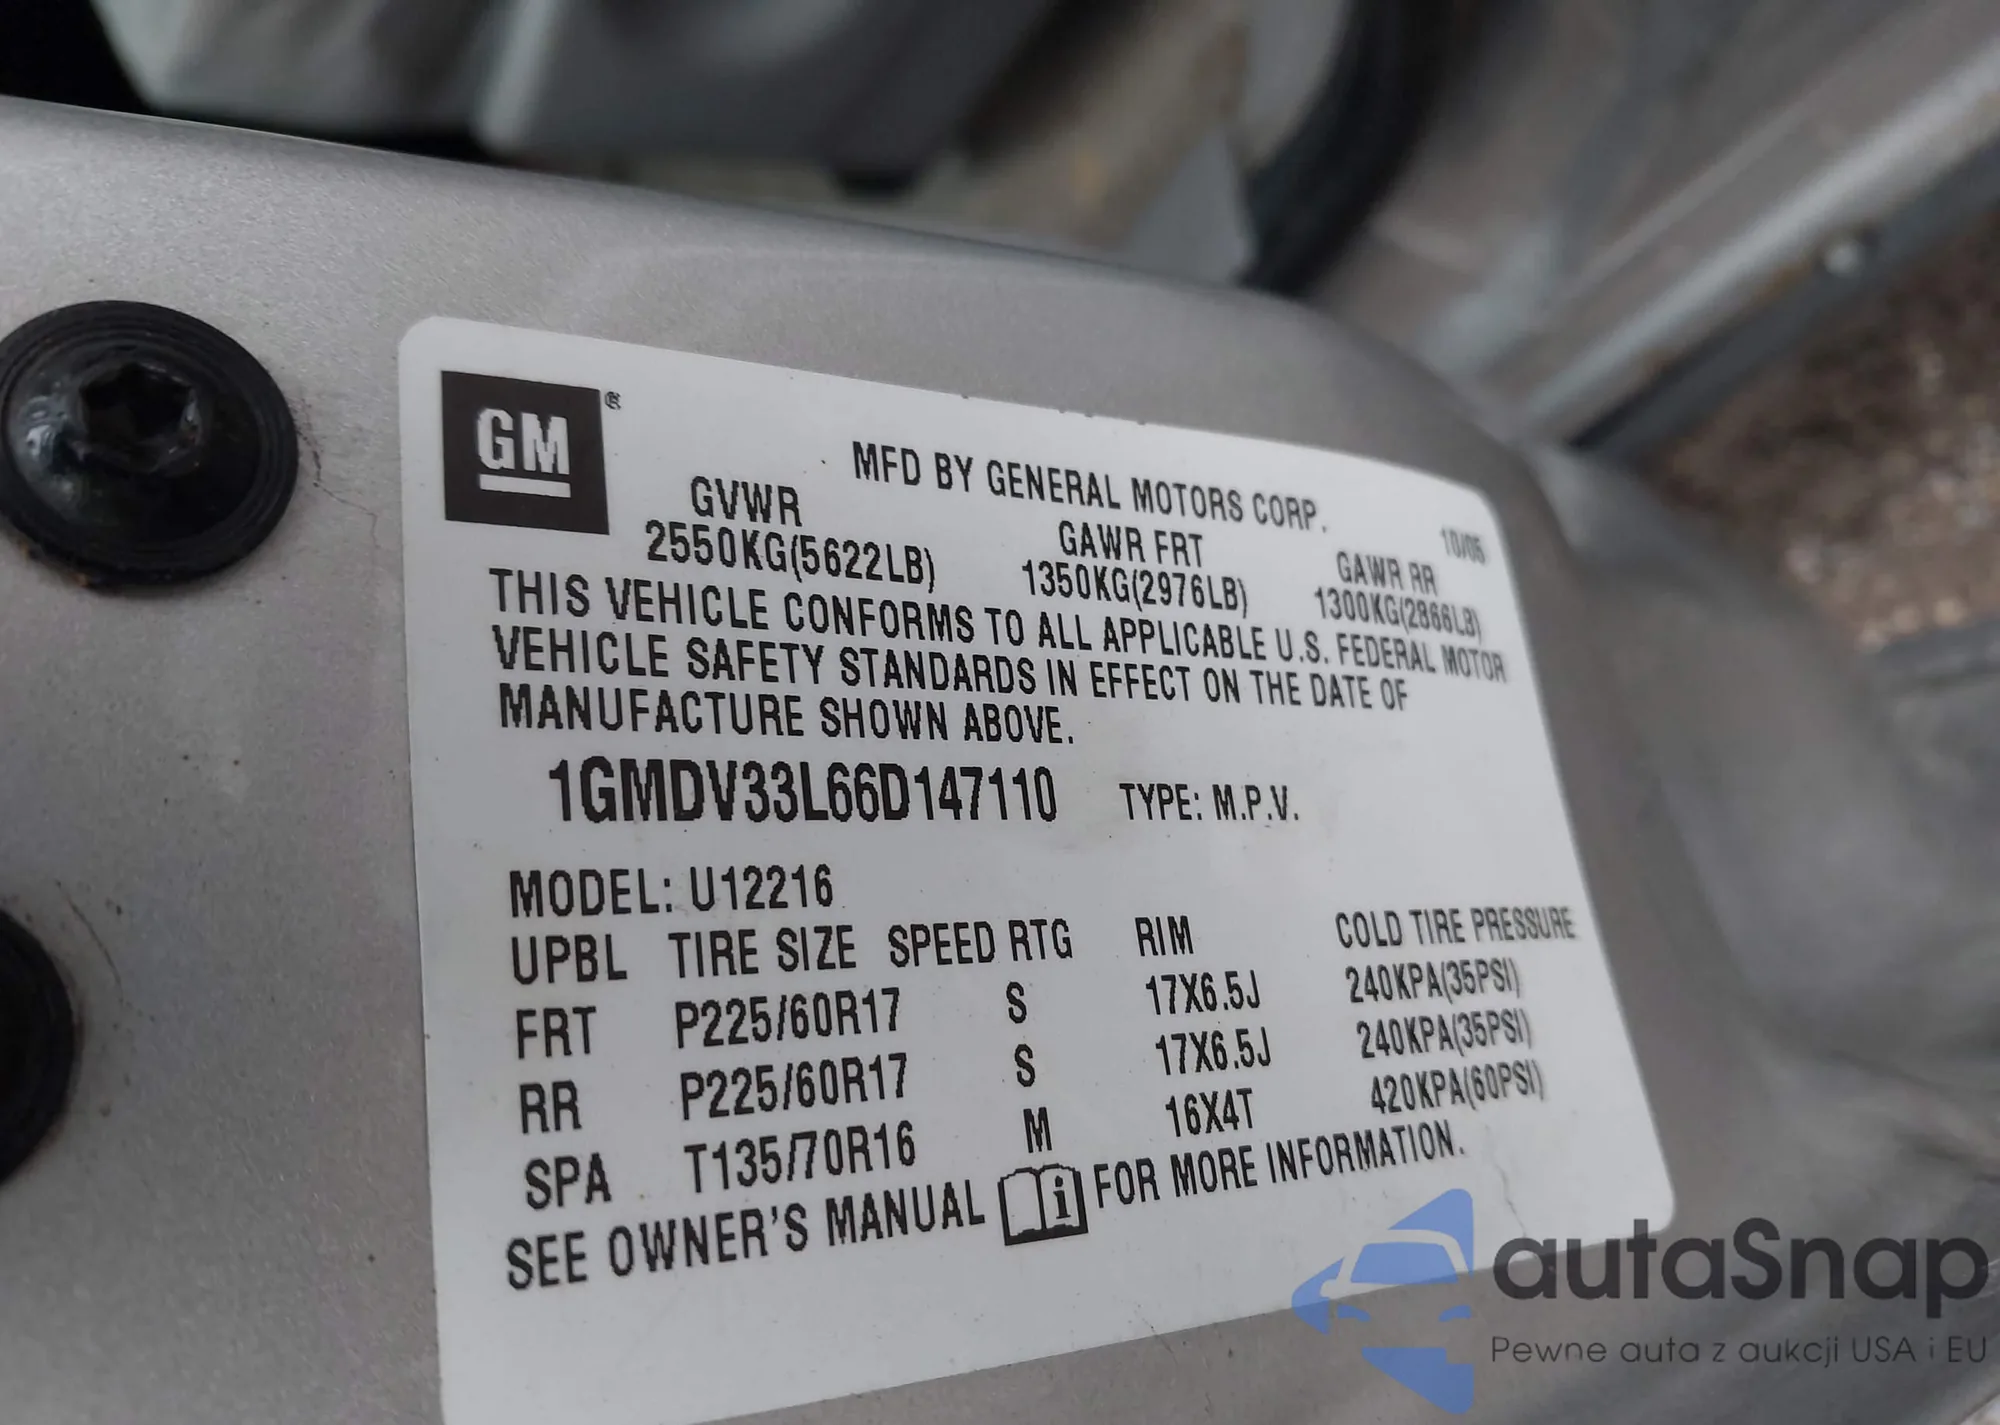 GM®
MFD BY GENERAL MOTORS CORP.
10/05
GVWR GAWR FRT GAWR RR
2550KG(5622LB) 1350KG(2976LB) 1300KG(2866LB)
THIS VEHICLE CONFORMS TO ALL APPLICABLE U.S. FEDERAL MOTOR
VEHICLE SAFETY STANDARDS IN EFFECT ON THE DATE OF
MANUFACTURE SHOWN ABOVE.
1GMDV33L66D147110 TYPE: M.P.V.
MODEL: U12216
UPBL TIRE SIZE SPEED RTG RIM COLD TIRE PRESSURE
FRT P225/60R17 S 17X6.5J 240KPA(35PSI)
RR P225/60R17 S 17X6.5J 240KPA(35PSI)
SPA T135/70R16 M 16X4T 420KPA(60PSI)
SEE OWNER'S MANUAL i FOR MORE INFORMATION.
autaSnap
Pewne auta z aukcji USA i EU